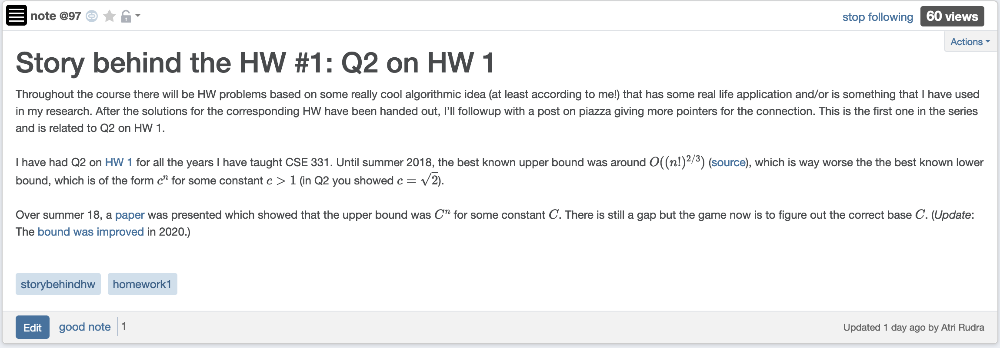 note @97
stop following
60 views
Actions
Story behind the HW #1: Q2 on HW 1
Throughout the course there will be HW problems based on some really cool algorithmic idea (at least according to me!) that has some real life application and/or is something that I have used
in my research. After the solutions for the corresponding HW have been handed out, I'll followup with a post on piazza giving more pointers for the connection. This is the first one in the series
and is related to Q2 on HW 1.
I have had Q2 on HW 1 for all the years I have taught CSE 331. Until summer 2018, the best known upper bound was around O((n!)^{2/3}) (source), which is way worse the the best known lower
bound, which is of the form c^n for some constant c > 1 (in Q2 you showed c = √2).
Over summer 18, a paper was presented which showed that the upper bound was C^n for some constant C. There is still a gap but the game now is to figure out the correct base C. (Update:
The bound was improved in 2020.)
storybehindhw homework1
Edit good note 1
Updated 1 day ago by Atri Rudra